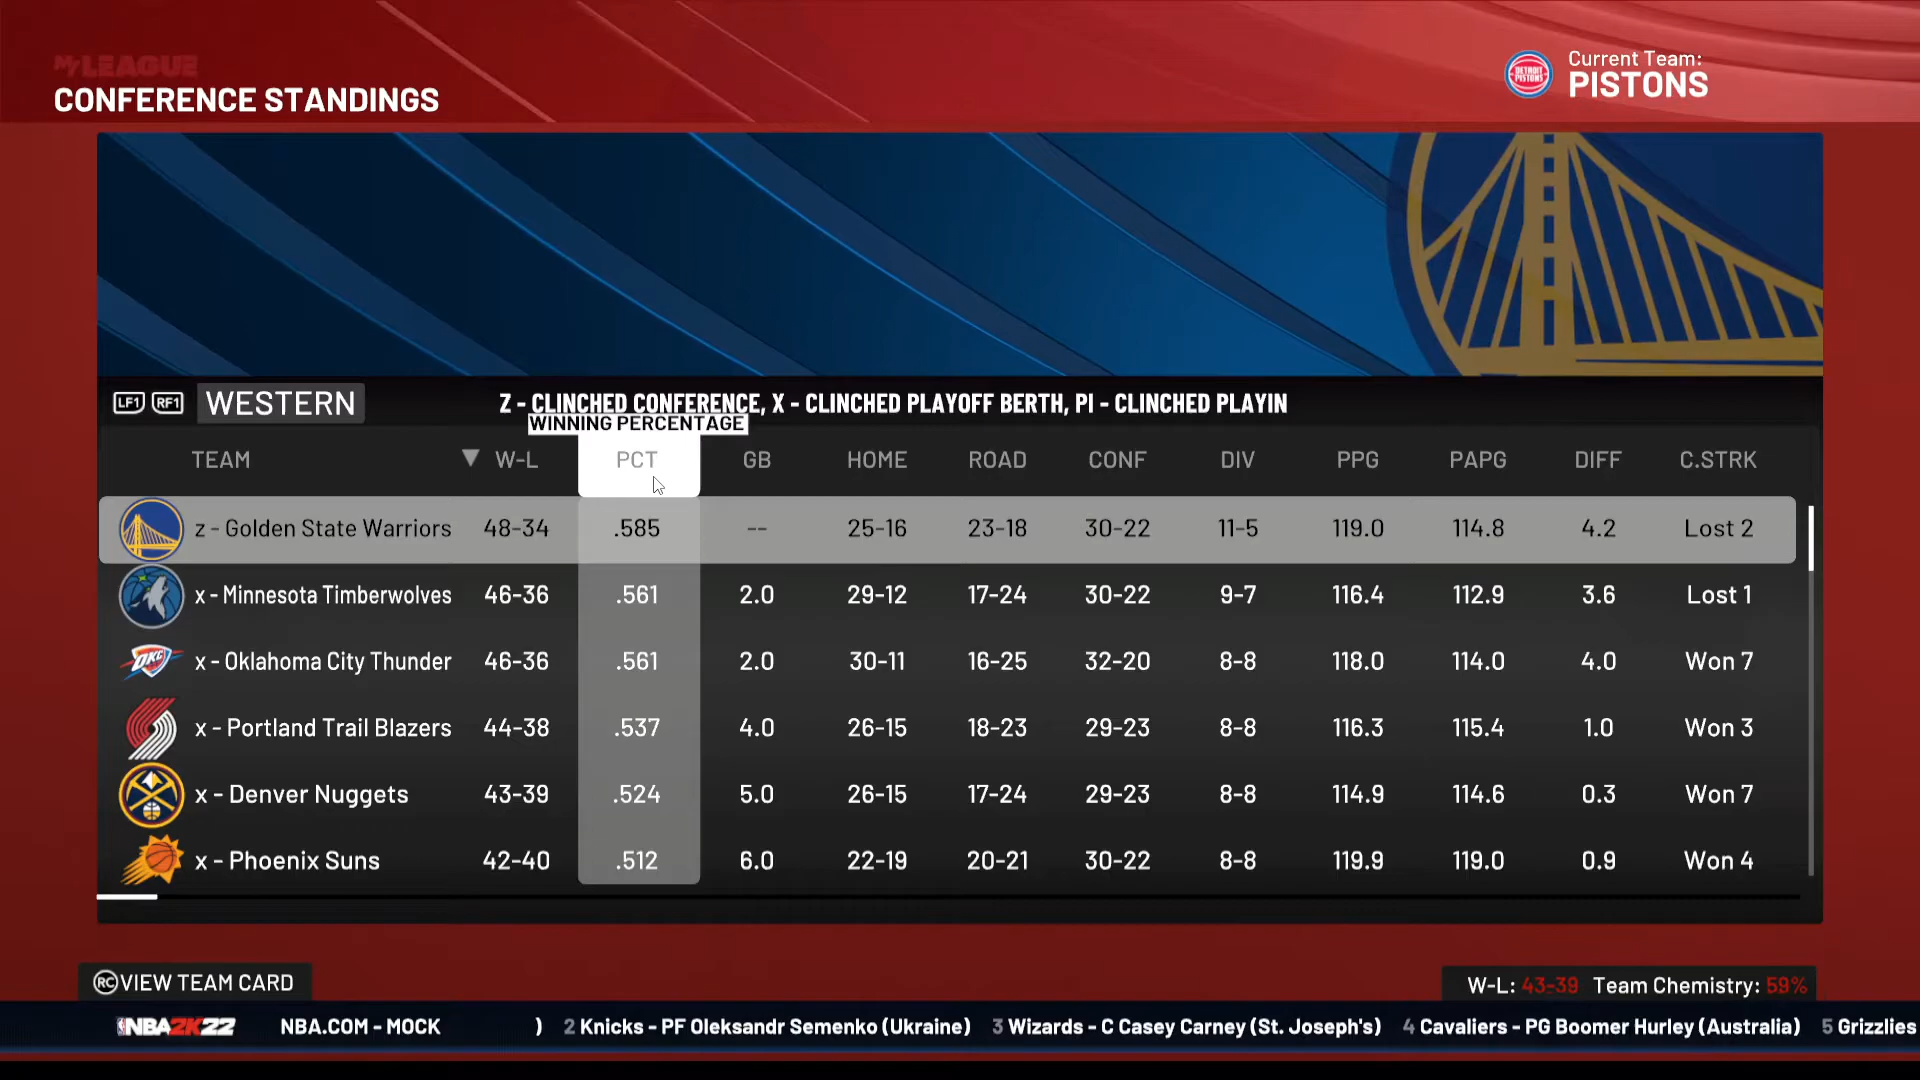 MyLEAGUE
CONFERENCE STANDINGS
DETROIT PISTONS
Current Team:
PISTONS
LF1 RF1 WESTERN
Z - CLINCHED CONFERENCE, X - CLINCHED PLAYOFF BERTH, PI - CLINCHED PLAYIN
WINNING PERCENTAGE
TEAM W-L PCT GB HOME ROAD CONF DIV PPG PAPG DIFF C.STRK
z - Golden State Warriors 48-34 .585 -- 25-16 23-18 30-22 11-5 119.0 114.8 4.2 Lost 2
x - Minnesota Timberwolves 46-36 .561 2.0 29-12 17-24 30-22 9-7 116.4 112.9 3.6 Lost 1
OKC x - Oklahoma City Thunder 46-36 .561 2.0 30-11 16-25 32-20 8-8 118.0 114.0 4.0 Won 7
x - Portland Trail Blazers 44-38 .537 4.0 26-15 18-23 29-23 8-8 116.3 115.4 1.0 Won 3
x - Denver Nuggets 43-39 .524 5.0 26-15 17-24 29-23 8-8 114.9 114.6 0.3 Won 7
x - Phoenix Suns 42-40 .512 6.0 22-19 20-21 30-22 8-8 119.9 119.0 0.9 Won 4
RC VIEW TEAM CARD
W-L: 43-39 Team Chemistry: 59%
NBA2K22 NBA.COM - MOCK ) 2 Knicks - PF Oleksandr Semenko (Ukraine) 3 Wizards - C Casey Carney (St. Joseph's) 4 Cavaliers - PG Boomer Hurley (Australia) 5 Grizzlies